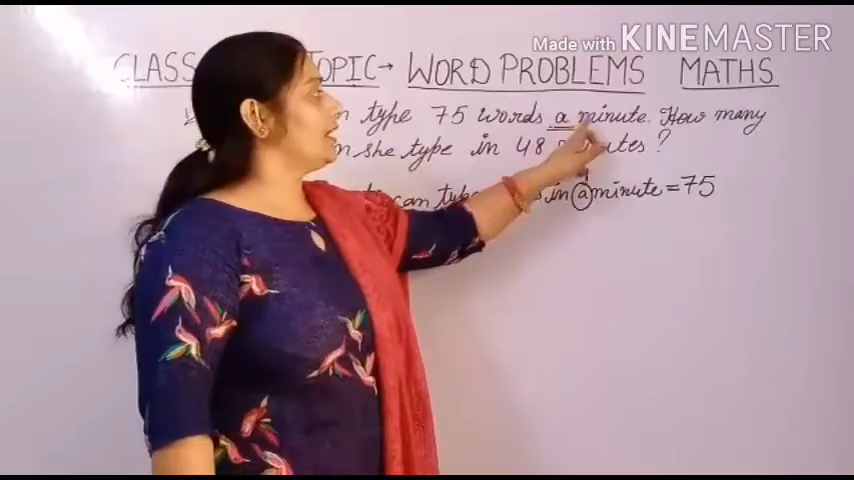 Made with KINEMASTER
CLASS TOPIC → WORD PROBLEMS MATHS
type 75 words a minute. How many
she type in 48 minutes ?
can type in a minute = 75